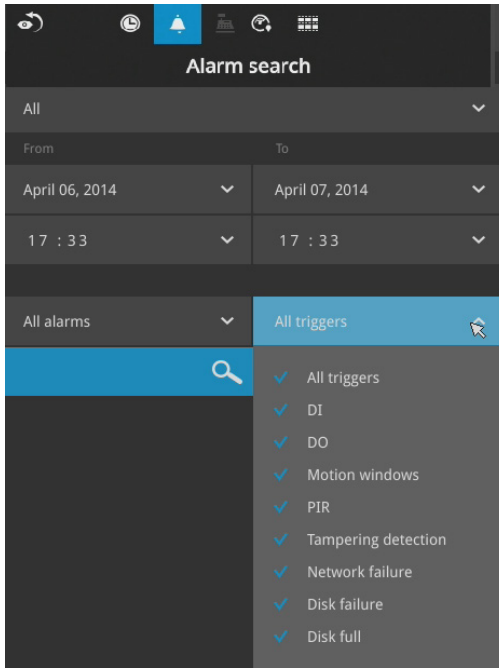 Alarm search
All
From To
April 06, 2014 April 07, 2014
17 : 33 17 : 33
All alarms All triggers
All triggers
DI
DO
Motion windows
PIR
Tampering detection
Network failure
Disk failure
Disk full